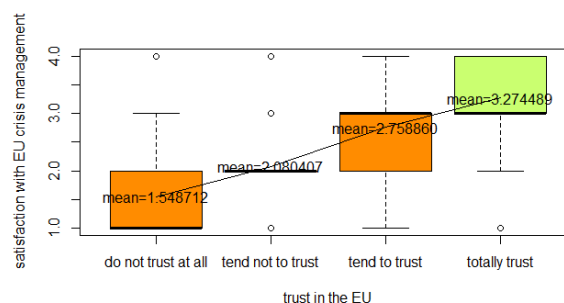 satisfaction with EU crisis management
4.0
3.0
2.0
1.0
mean=1.548712
mean=2.080407
mean=2.758860
mean=3.274489
do not trust at all
tend not to trust
tend to trust
totally trust
trust in the EU